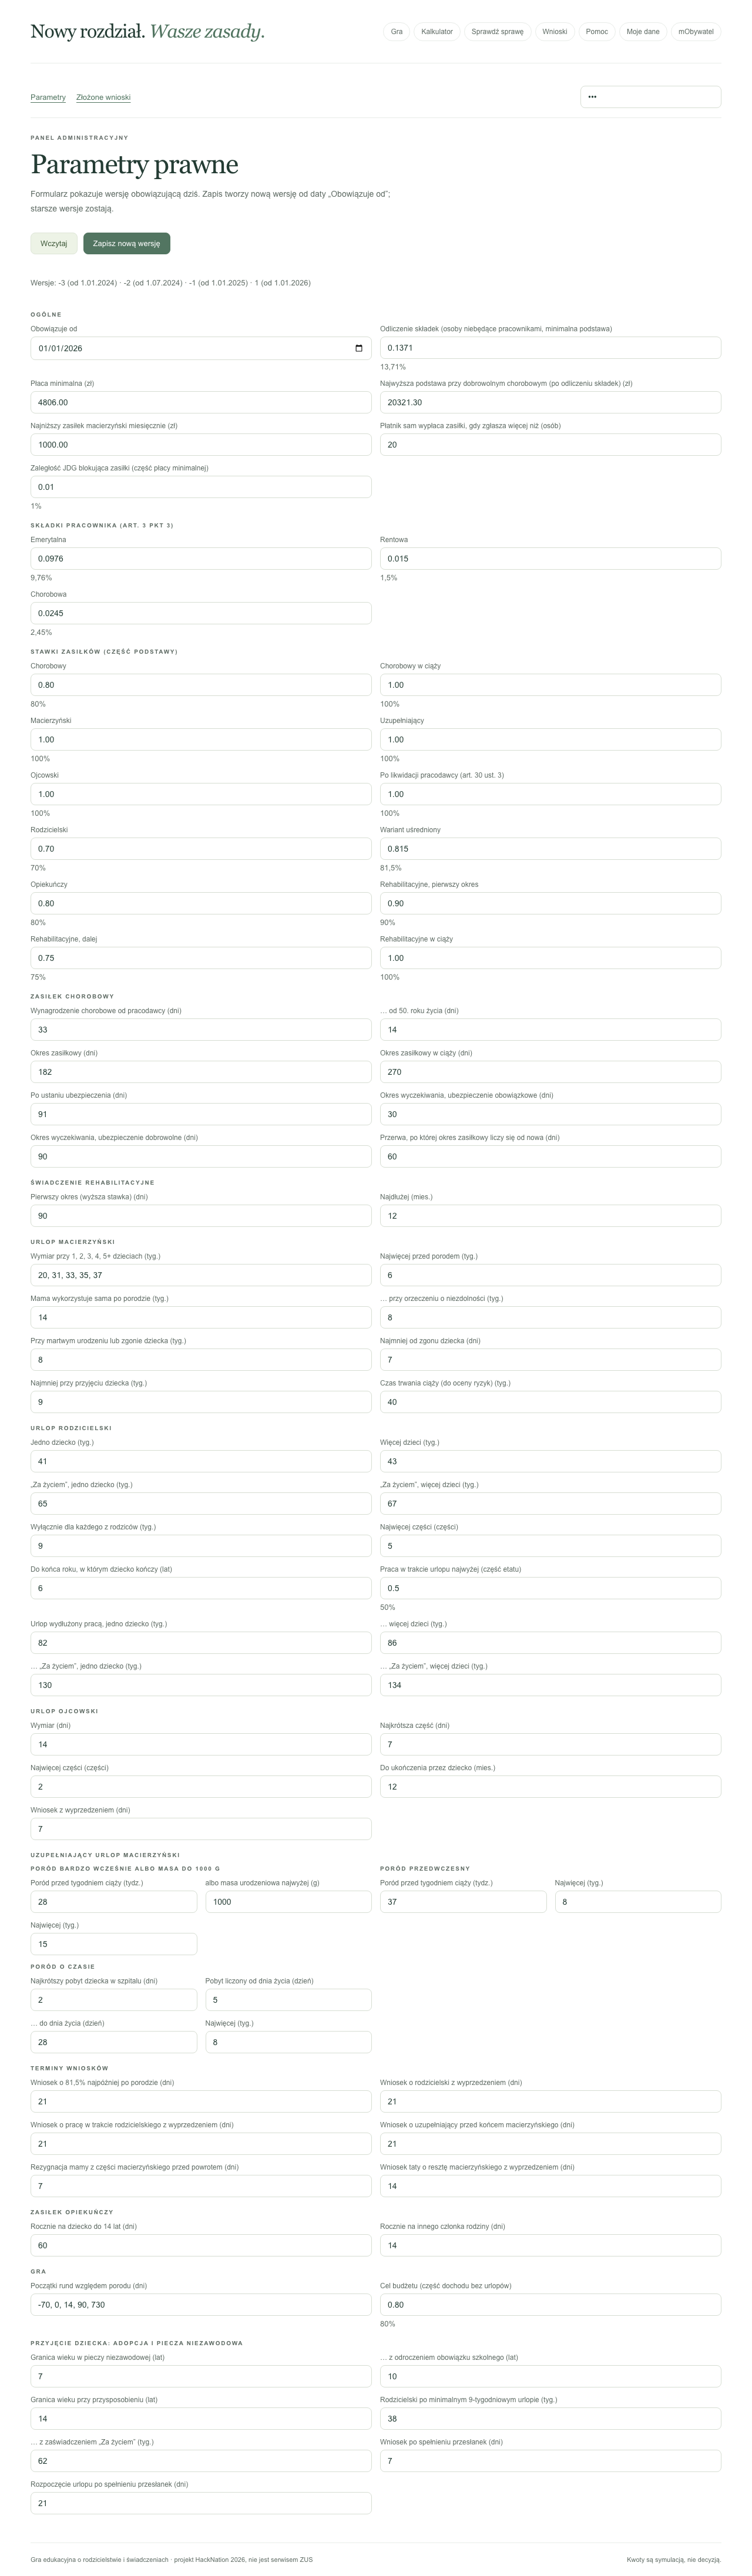 Nowy rozdział. Wasze zasady.
Gra
Kalkulator
Sprawdź sprawę
Wnioski
Pomoc
Moje dane
mObywatel
Parametry
Złożone wnioski
•••
PANEL ADMINISTRACYJNY
Parametry prawne
Formularz pokazuje wersję obowiązującą dziś. Zapis tworzy nową wersję od daty „Obowiązuje od”;
starsze wersje zostają.
Wczytaj
Zapisz nową wersję
Wersje: -3 (od 1.01.2024) · -2 (od 1.07.2024) · -1 (od 1.01.2025) · 1 (od 1.01.2026)
OGÓLNE
Obowiązuje od
01/01/2026
Odliczenie składek (osoby niebędące pracownikami, minimalna podstawa)
0.1371
13,71%
Płaca minimalna (zł)
4806.00
Najwyższa podstawa przy dobrowolnym chorobowym (po odliczeniu składek) (zł)
20321.30
Najniższy zasiłek macierzyński miesięcznie (zł)
1000.00
Płatnik sam wypłaca zasiłki, gdy zgłasza więcej niż (osób)
20
Zaległość JDG blokująca zasiłki (część płacy minimalnej)
0.01
1%
SKŁADKI PRACOWNIKA (ART. 3 PKT 3)
Emerytalna
0.0976
9,76%
Rentowa
0.015
1,5%
Chorobowa
0.0245
2,45%
STAWKI ZASIŁKÓW (CZĘŚĆ PODSTAWY)
Chorobowy
0.80
80%
Chorobowy w ciąży
1.00
100%
Macierzyński
1.00
100%
Uzupełniający
1.00
100%
Ojcowski
1.00
100%
Po likwidacji pracodawcy (art. 30 ust. 3)
1.00
100%
Rodzicielski
0.70
70%
Wariant uśredniony
0.815
81,5%
Opiekuńczy
0.80
80%
Rehabilitacyjne, pierwszy okres
0.90
90%
Rehabilitacyjne, dalej
0.75
75%
Rehabilitacyjne w ciąży
1.00
100%
ZASIŁEK CHOROBOWY
Wynagrodzenie chorobowe od pracodawcy (dni)
33
… od 50. roku życia (dni)
14
Okres zasiłkowy (dni)
182
Okres zasiłkowy w ciąży (dni)
270
Po ustaniu ubezpieczenia (dni)
91
Okres wyczekiwania, ubezpieczenie obowiązkowe (dni)
30
Okres wyczekiwania, ubezpieczenie dobrowolne (dni)
90
Przerwa, po której okres zasiłkowy liczy się od nowa (dni)
60
ŚWIADCZENIE REHABILITACYJNE
Pierwszy okres (wyższa stawka) (dni)
90
Najdłużej (mies.)
12
URLOP MACIERZYŃSKI
Wymiar przy 1, 2, 3, 4, 5+ dzieciach (tyg.)
20, 31, 33, 35, 37
Najwięcej przed porodem (tyg.)
6
Mama wykorzystuje sama po porodzie (tyg.)
14
… przy orzeczeniu o niezdolności (tyg.)
8
Przy martwym urodzeniu lub zgonie dziecka (tyg.)
8
Najmniej od zgonu dziecka (dni)
7
Najmniej przy przyjęciu dziecka (tyg.)
9
Czas trwania ciąży (do oceny ryzyk) (tyg.)
40
URLOP RODZICIELSKI
Jedno dziecko (tyg.)
41
Więcej dzieci (tyg.)
43
„Za życiem”, jedno dziecko (tyg.)
65
„Za życiem”, więcej dzieci (tyg.)
67
Wyłącznie dla każdego z rodziców (tyg.)
9
Najwięcej części (części)
5
Do końca roku, w którym dziecko kończy (lat)
6
Praca w trakcie urlopu najwyżej (część etatu)
0.5
50%
Urlop wydłużony pracą, jedno dziecko (tyg.)
82
… więcej dzieci (tyg.)
86
… „Za życiem”, jedno dziecko (tyg.)
130
… „Za życiem”, więcej dzieci (tyg.)
134
URLOP OJCOWSKI
Wymiar (dni)
14
Najkrótsza część (dni)
7
Najwięcej części (części)
2
Do ukończenia przez dziecko (mies.)
12
Wniosek z wyprzedzeniem (dni)
7
UZUPEŁNIAJĄCY URLOP MACIERZYŃSKI
PORÓD BARDZO WCZEŚNIE ALBO MASA DO 1000 G
Poród przed tygodniem ciąży (tydz.)
28
albo masa urodzeniowa najwyżej (g)
1000
Najwięcej (tyg.)
15
PORÓD PRZEDWCZESNY
Poród przed tygodniem ciąży (tydz.)
37
Najwięcej (tyg.)
8
PORÓD O CZASIE
Najkrótszy pobyt dziecka w szpitalu (dni)
2
Pobyt liczony od dnia życia (dzień)
5
… do dnia życia (dzień)
28
Najwięcej (tyg.)
8
TERMINY WNIOSKÓW
Wniosek o 81,5% najpóźniej po porodzie (dni)
21
Wniosek o rodzicielski z wyprzedzeniem (dni)
21
Wniosek o pracę w trakcie rodzicielskiego z wyprzedzeniem (dni)
21
Wniosek o uzupełniający przed końcem macierzyńskiego (dni)
21
Rezygnacja mamy z części macierzyńskiego przed powrotem (dni)
7
Wniosek taty o resztę macierzyńskiego z wyprzedzeniem (dni)
14
ZASIŁEK OPIEKUŃCZY
Rocznie na dziecko do 14 lat (dni)
60
Rocznie na innego członka rodziny (dni)
14
GRA
Początki rund względem porodu (dni)
-70, 0, 14, 90, 730
Cel budżetu (część dochodu bez urlopów)
0.80
80%
PRZYJĘCIE DZIECKA: ADOPCJA I PIECZA NIEZAWODOWA
Granica wieku w pieczy niezawodowej (lat)
7
… z odroczeniem obowiązku szkolnego (lat)
10
Granica wieku przy przysposobieniu (lat)
14
Rodzicielski po minimalnym 9-tygodniowym urlopie (tyg.)
38
… z zaświadczeniem „Za życiem” (tyg.)
62
Wniosek po spełnieniu przesłanek (dni)
7
Rozpoczęcie urlopu po spełnieniu przesłanek (dni)
21
Gra edukacyjna o rodzicielstwie i świadczeniach · projekt HackNation 2026, nie jest serwisem ZUS
Kwoty są symulacją, nie decyzją.